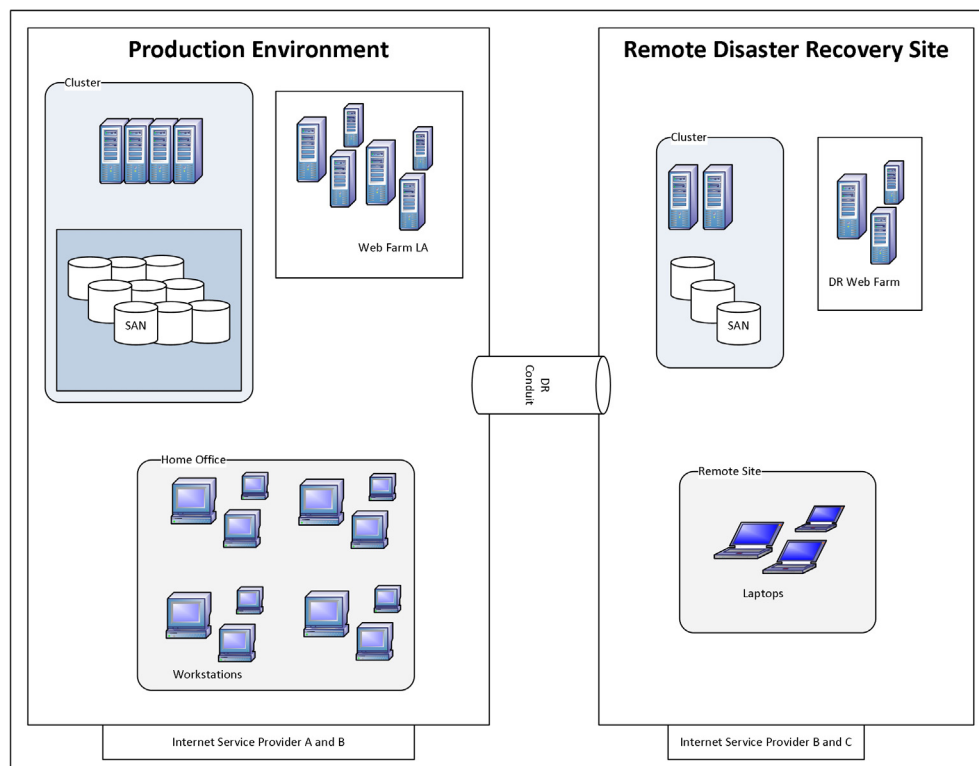 Production Environment
Cluster
Web Farm LA
SAN
Home Office
Workstations
Internet Service Provider A and B
DR
Conduit
Remote Disaster Recovery Site
Cluster
DR Web Farm
SAN
Remote Site
Laptops
Internet Service Provider B and C